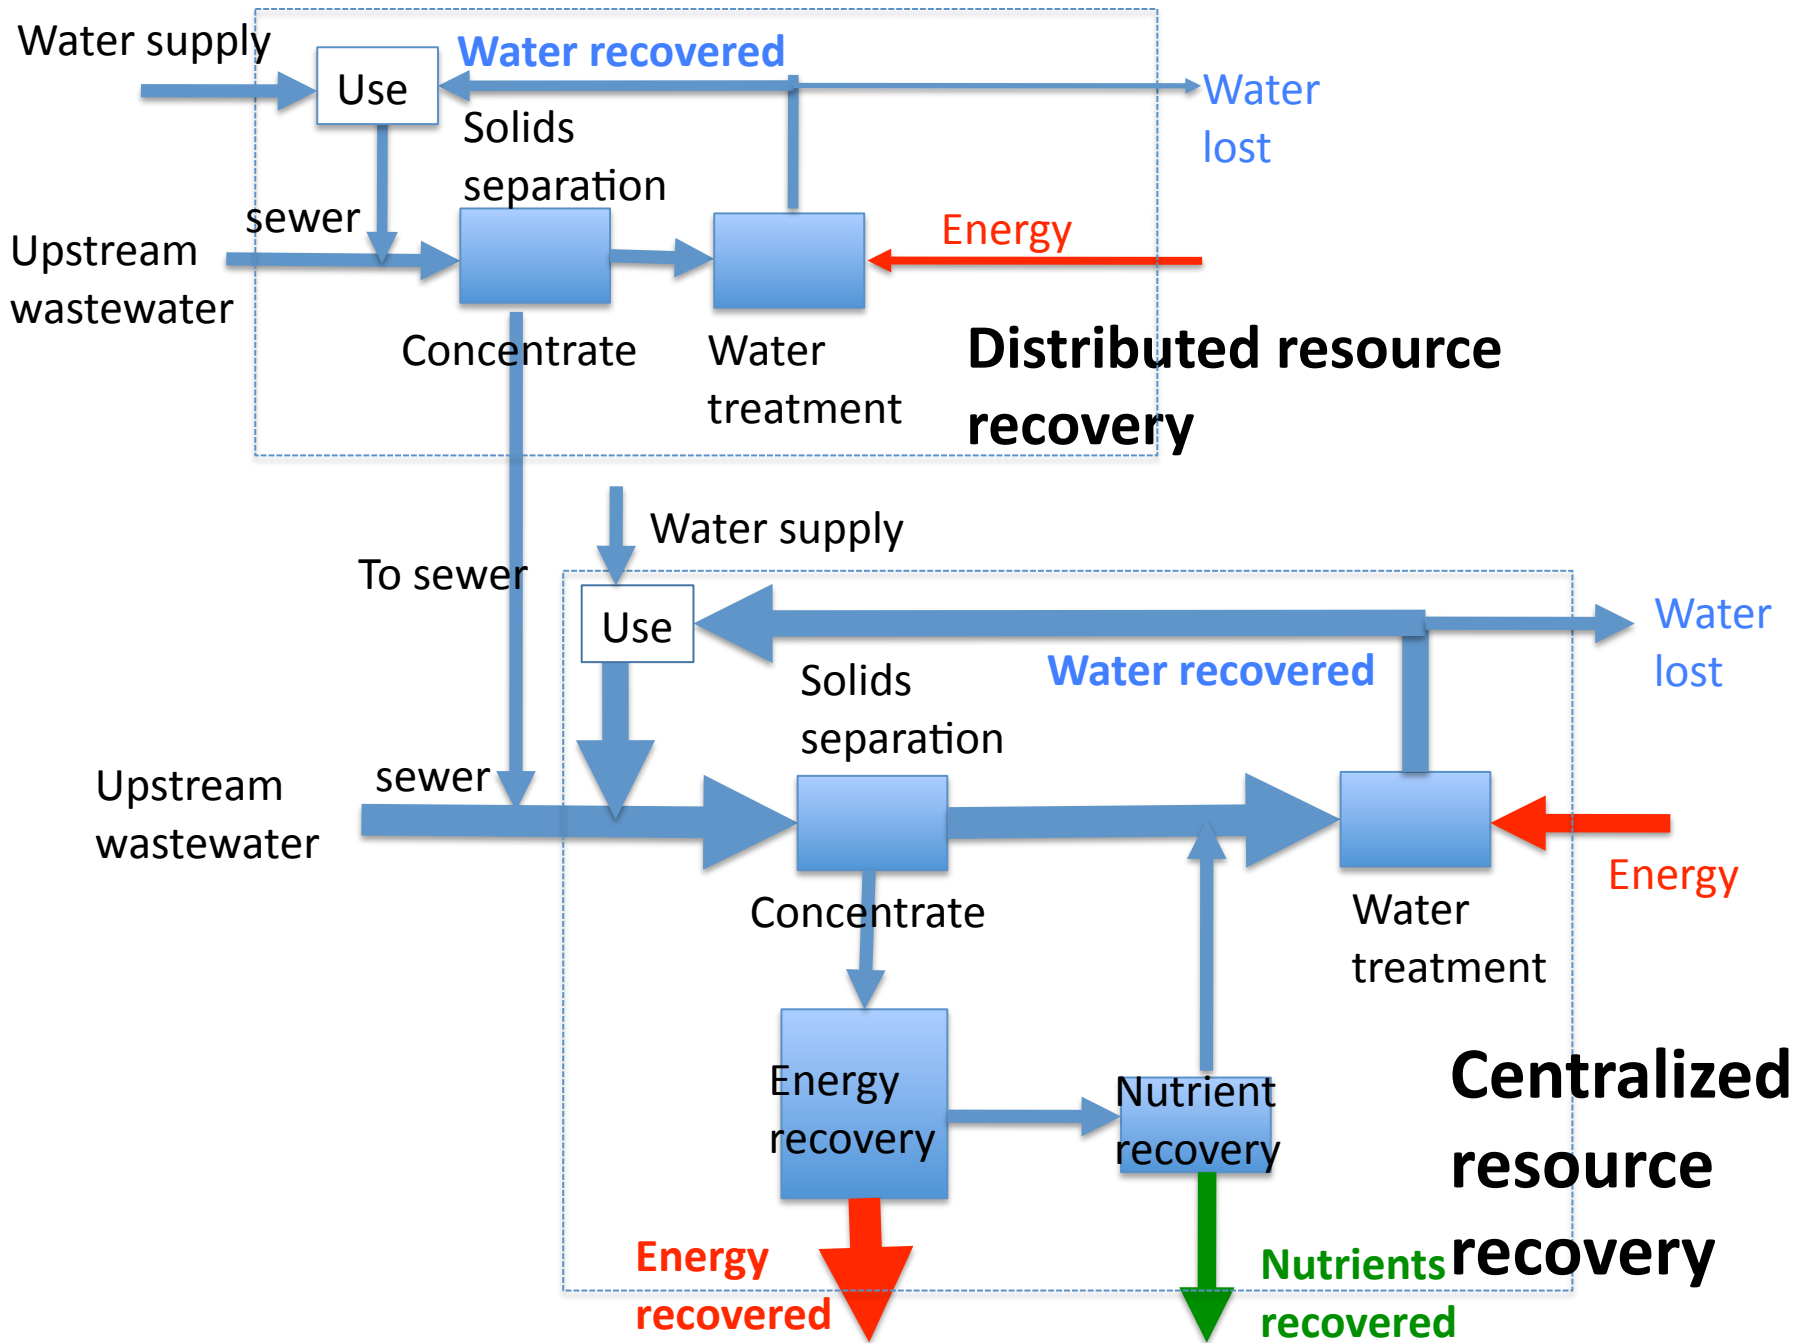 Water supply
Use
Water recovered
Water
lost
Solids
separation
sewer
Upstream
wastewater
Energy
Concentrate
Water
treatment
Distributed resource
recovery
Water supply
To sewer
Use
Water recovered
Water
lost
Solids
separation
sewer
Upstream
wastewater
Energy
Concentrate
Water
treatment
Energy
recovery
Nutrient
recovery
Centralized
resource
recovery
Energy
recovered
Nutrients
recovered